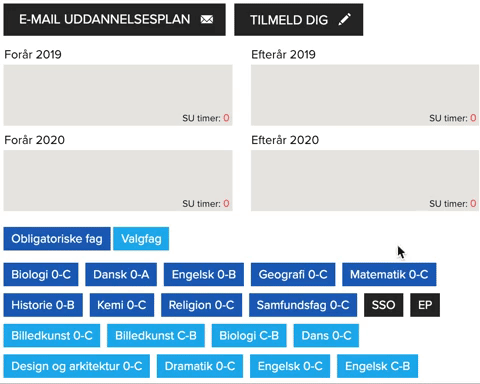 E-MAIL UDDANNELSESPLAN TILMELD DIG
Forår 2019 Efterår 2019
SU timer: 0 SU timer: 0
Forår 2020 Efterår 2020
SU timer: 0 SU timer: 0
Obligatoriske fag Valgfag
Biologi 0-C Dansk 0-A Engelsk 0-B Geografi 0-C Matematik 0-C
Historie 0-B Kemi 0-C Religion 0-C Samfundsfag 0-C SSO EP
Billedkunst 0-C Billedkunst C-B Biologi C-B Dans 0-C
Design og arkitektur 0-C Dramatik 0-C Engelsk 0-C Engelsk C-B